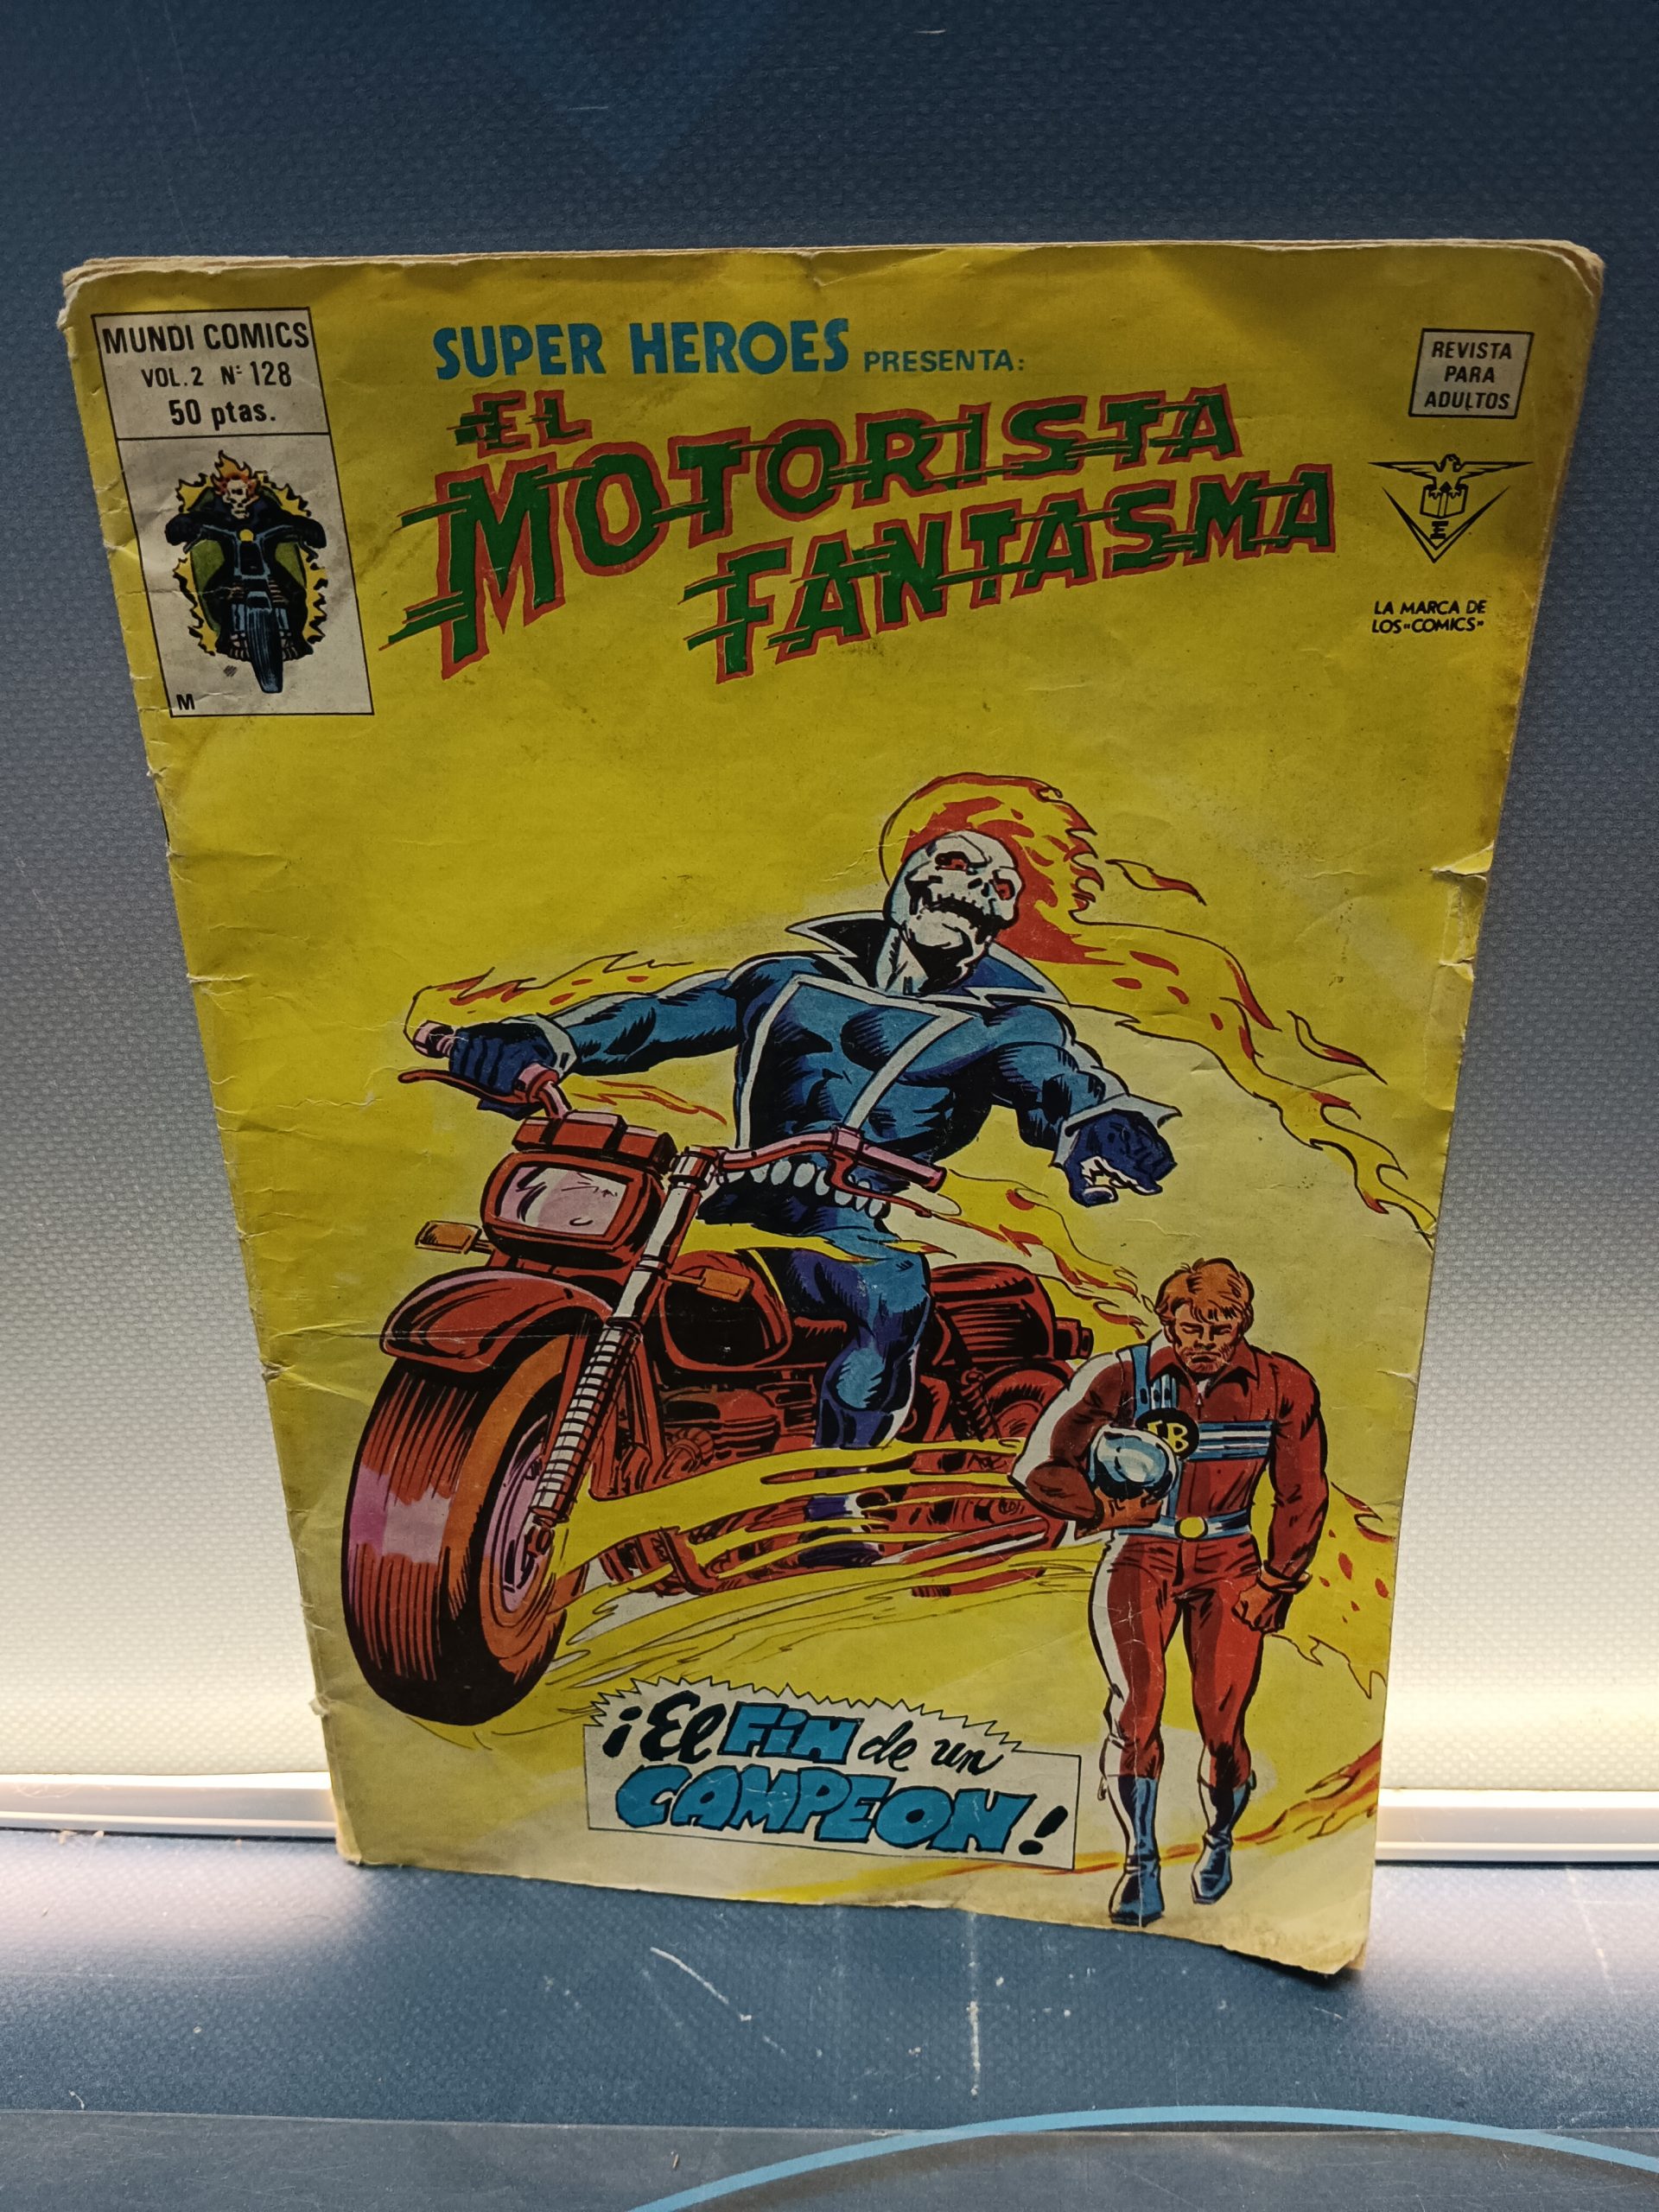 MUNDI COMICS
VOL.2 Nº 128
50 ptas.
M
SUPER HEROES PRESENTA:
EL
MOTORISTA
FANTASMA
REVISTA
PARA
ADULTOS
E
LA MARCA DE
LOS "COMICS"
¡El FIN de un
CAMPEON!